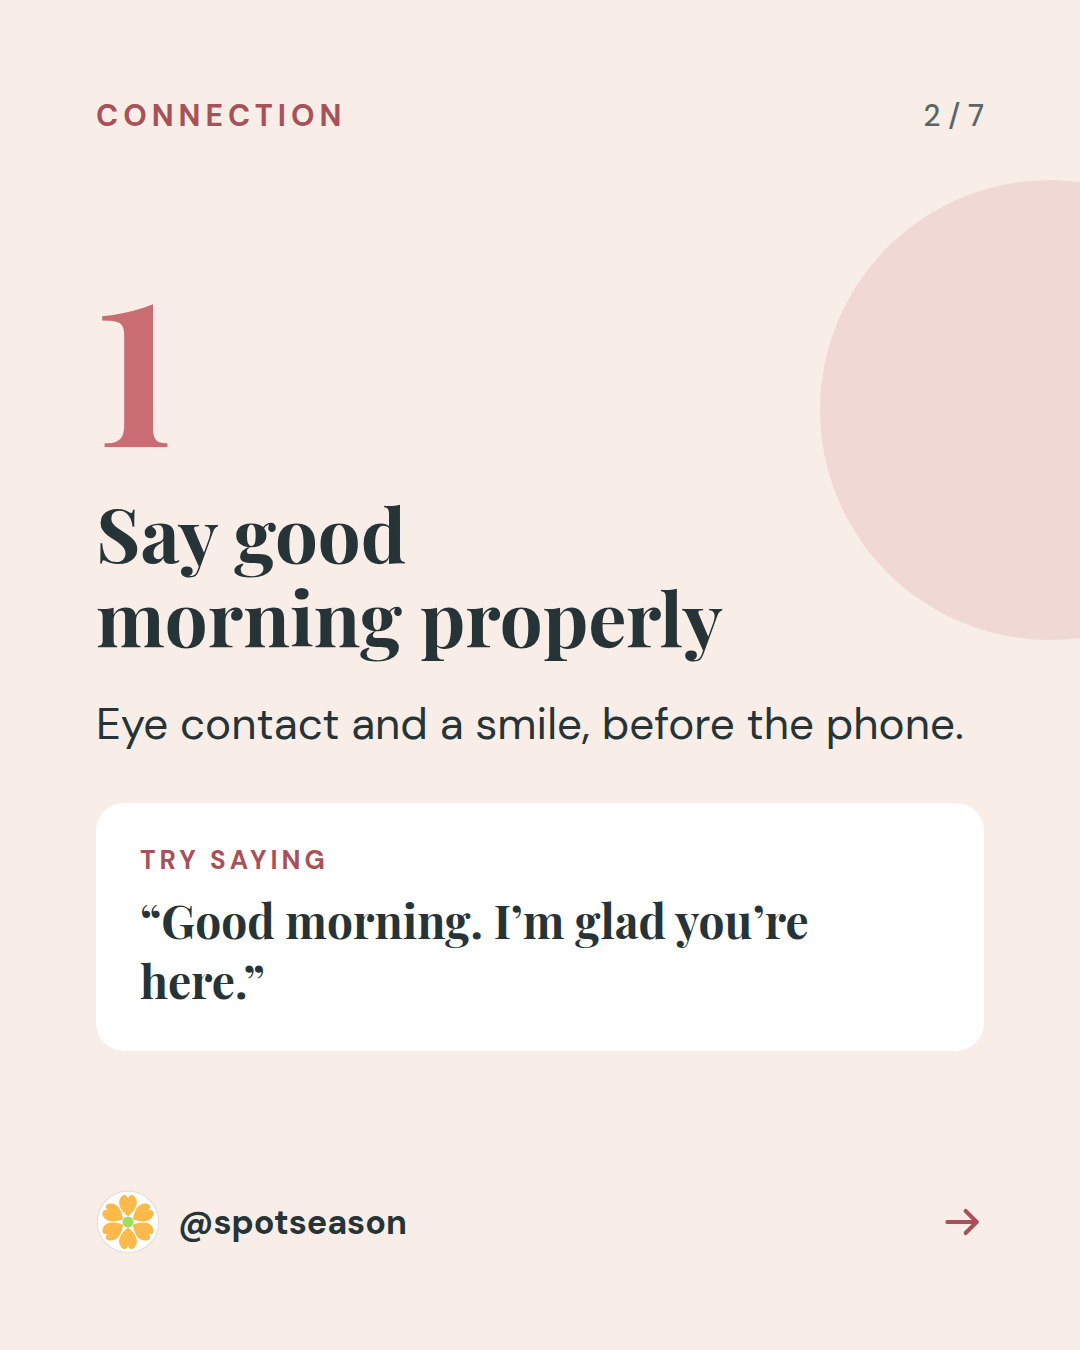 CONNECTION
2 / 7
1
Say good
morning properly
Eye contact and a smile, before the phone.
TRY SAYING
“Good morning. I’m glad you’re
here.”
@spotseason